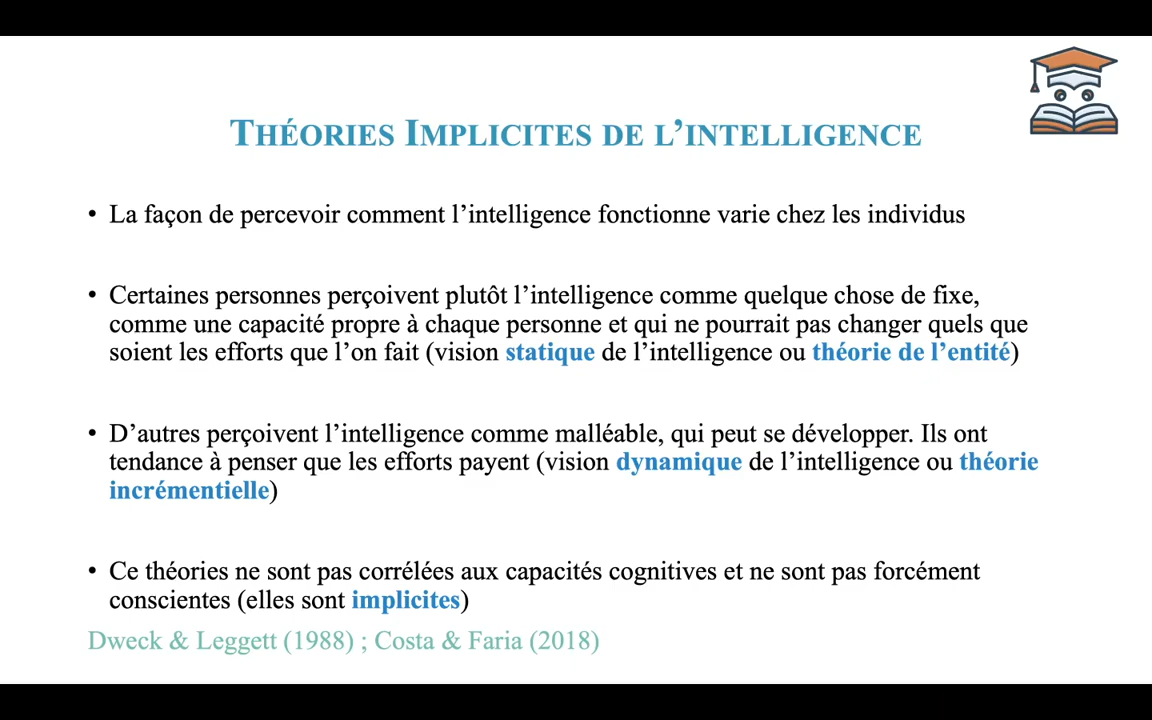 THÉORIES IMPLICITES DE L’INTELLIGENCE
• La façon de percevoir comment l’intelligence fonctionne varie chez les individus
• Certaines personnes perçoivent plutôt l’intelligence comme quelque chose de fixe,
comme une capacité propre à chaque personne et qui ne pourrait pas changer quels que
soient les efforts que l’on fait (vision statique de l’intelligence ou théorie de l’entité)
• D’autres perçoivent l’intelligence comme malléable, qui peut se développer. Ils ont
tendance à penser que les efforts payent (vision dynamique de l’intelligence ou théorie
incrémentielle)
• Ce théories ne sont pas corrélées aux capacités cognitives et ne sont pas forcément
conscientes (elles sont implicites)
Dweck & Leggett (1988) ; Costa & Faria (2018)